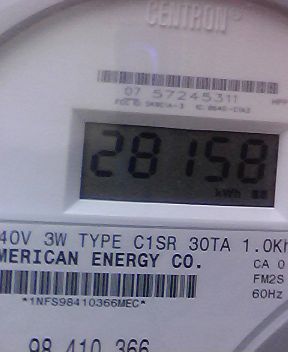 CENTRON®
07 57245311
28158
kWh
40V 3W TYPE C1SR 30TA 1.0Kh
MERICAN ENERGY CO.
CA 0
FM2S
60Hz
*1NFS98410366MEC*
98 410 366